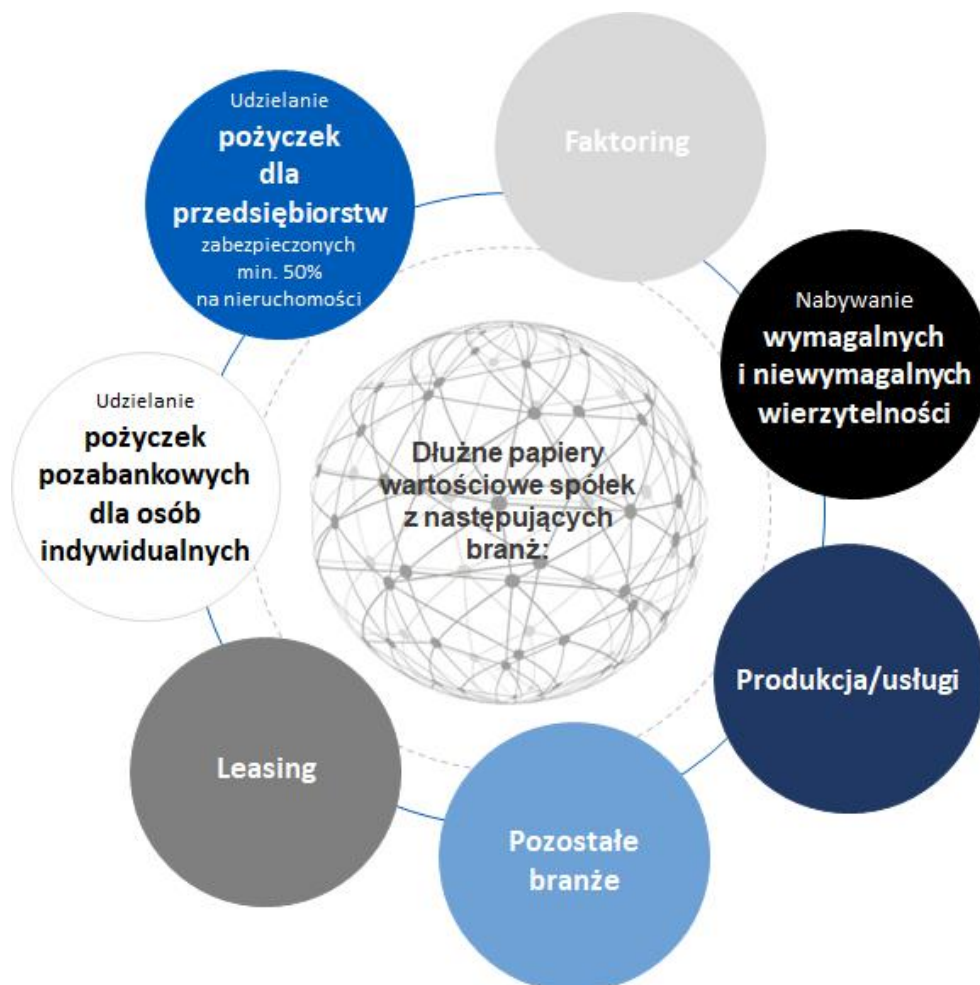 Udzielanie
pożyczek
dla
przedsiębiorstw
zabezpieczonych
min. 50%
na nieruchomości
Faktoring
Nabywanie
wymagalnych
i niewymagalnych
wierzytelności
Udzielanie
pożyczek
pozabankowych
dla osób
indywidualnych
Dłużne papiery
wartościowe spółek
z następujących
branż:
Produkcja/usługi
Leasing
Pozostałe
branże